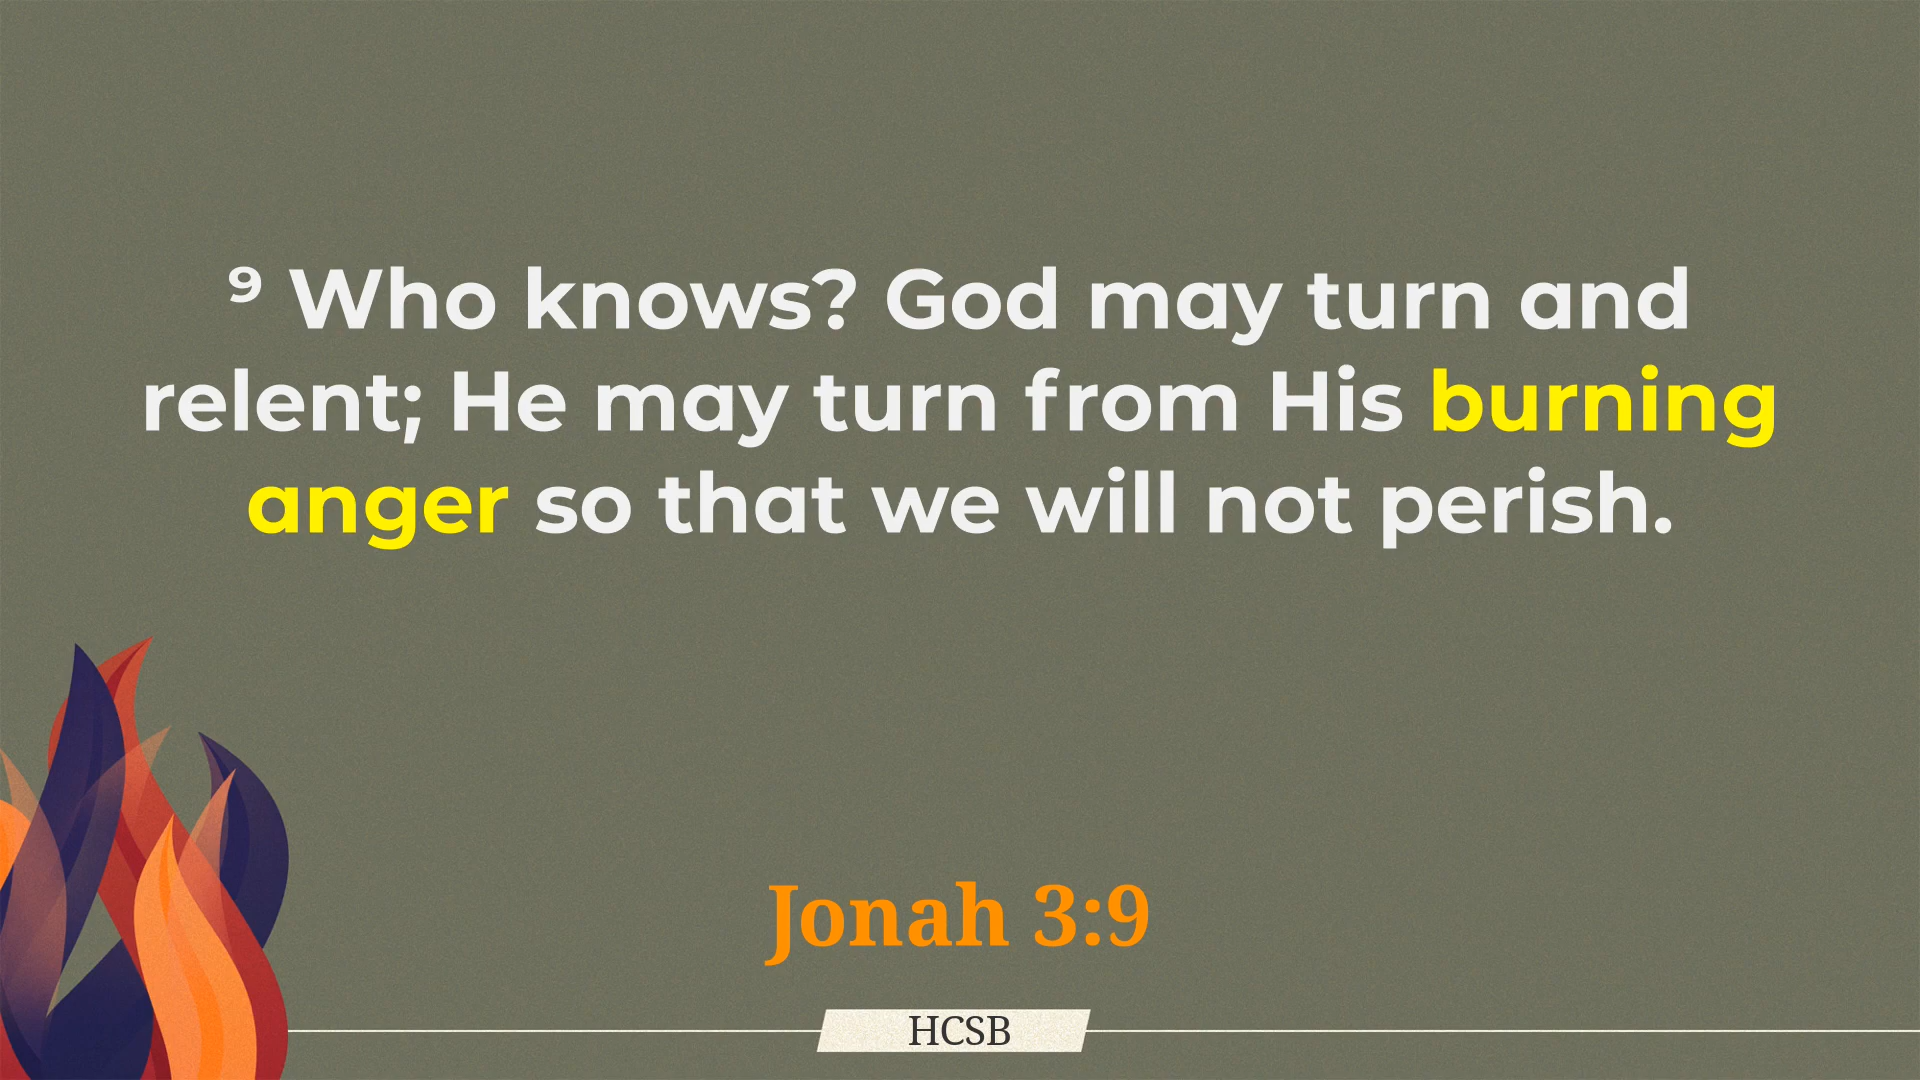 ⁹ Who knows? God may turn and
relent; He may turn from His burning
anger so that we will not perish.
Jonah 3:9
HCSB